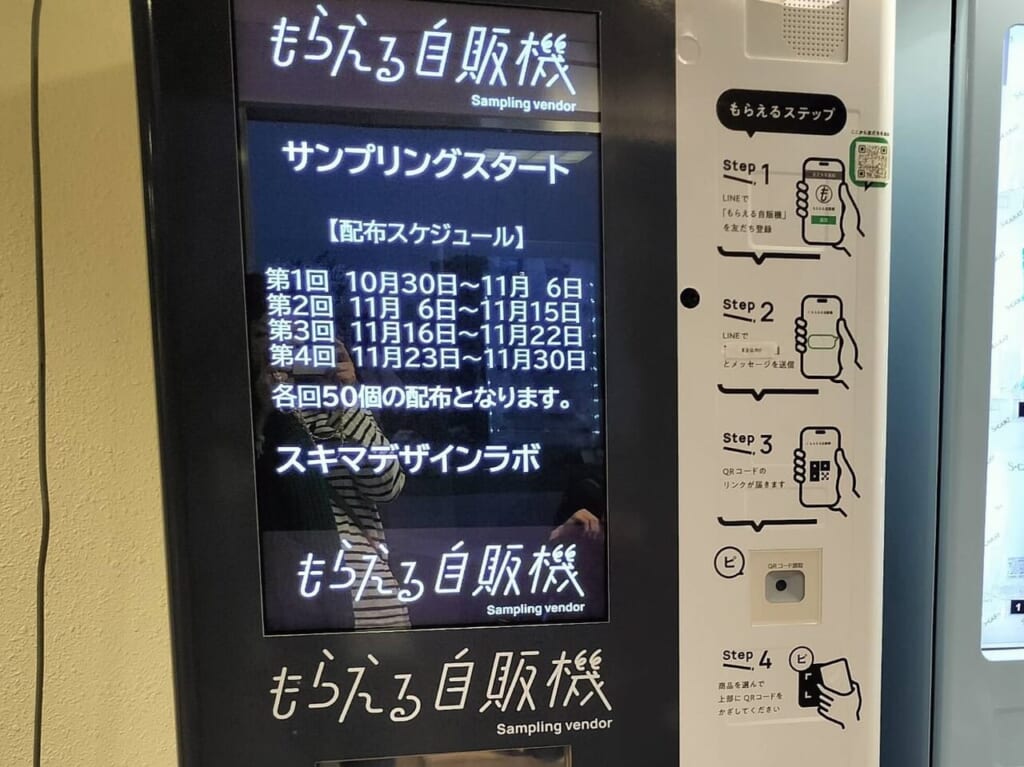 もらえる自販機
Sampling vendor
サンプリングスタート
【配布スケジュール】
第1回 10月30日～11月 6日
第2回 11月 6日～11月15日
第3回 11月16日～11月22日
第4回 11月23日～11月30日
各回50個の配布となります。
スキマデザインラボ
もらえる自販機
Sampling vendor
もらえる自販機
Sampling vendor
もらえるステップ
Step 1
LINEで
「もらえる自販機」
を友だち登録
も
Step 2
LINEで
とメッセージを送信
Step 3
QRコードの
リンクが届きます
ピ
QRコード読取
Step 4
ピ
商品を選んで
上部にQRコードを
かざしてください